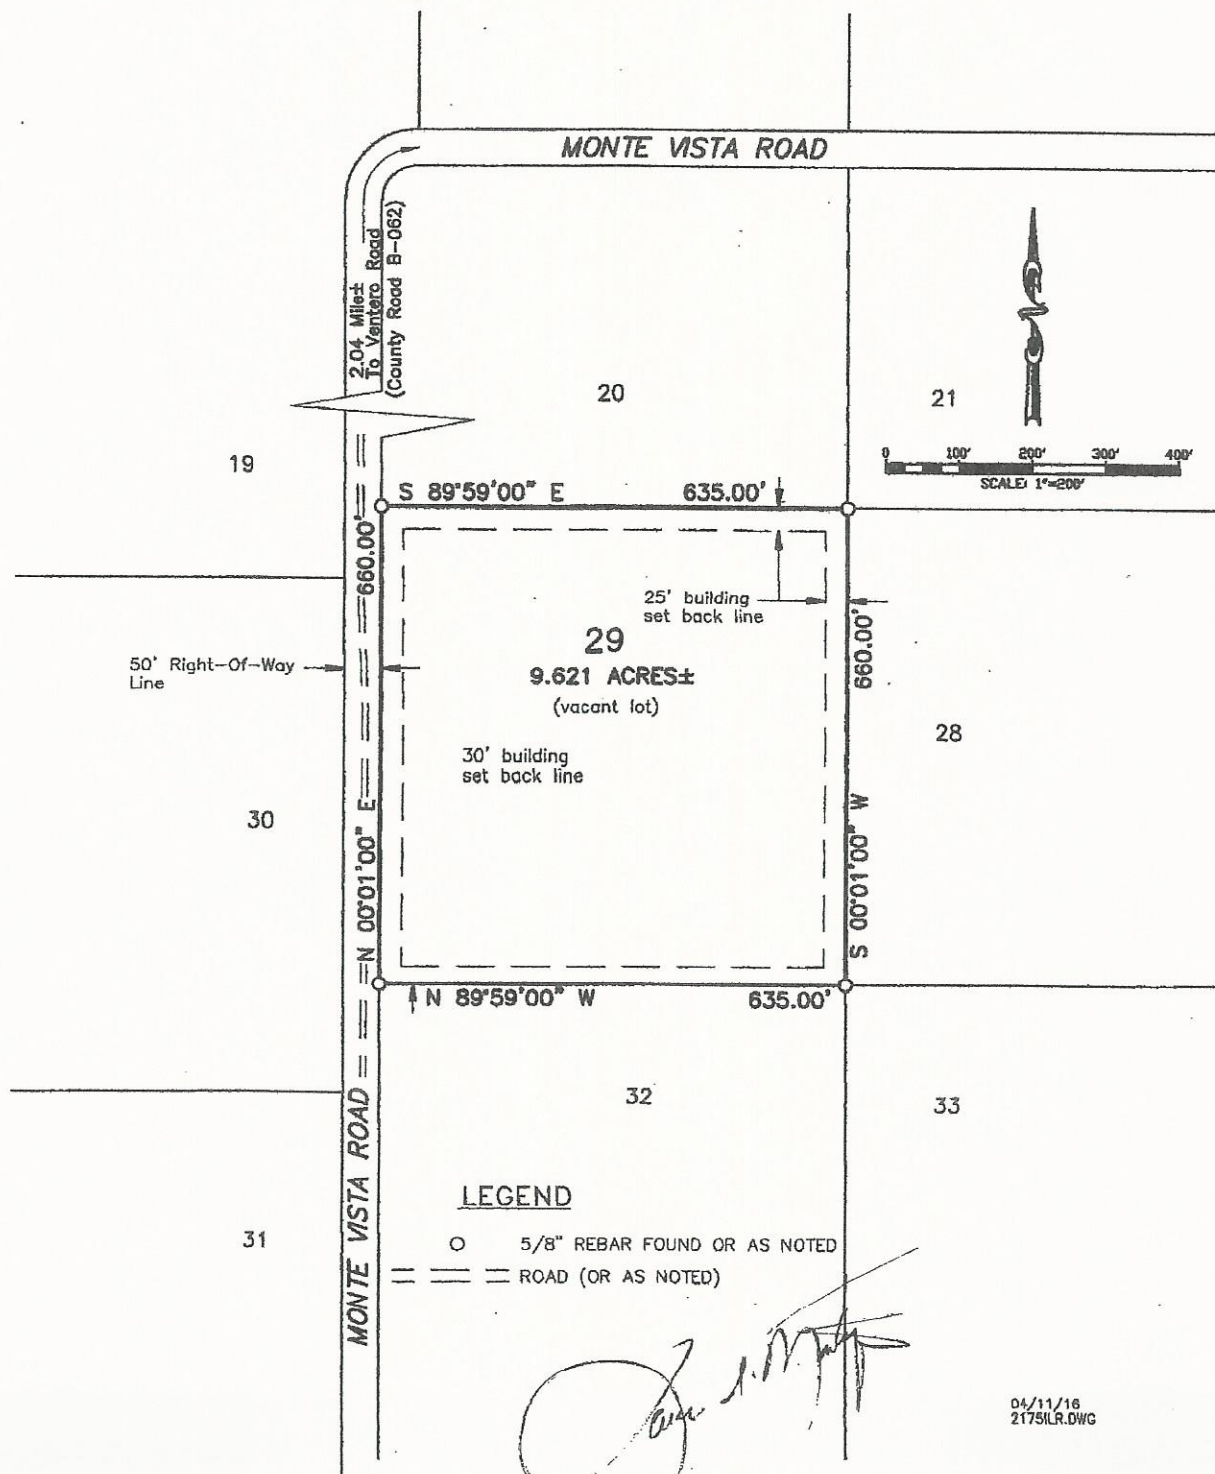 MONTE VISTA ROAD
2.04 Mile±
To Ventero Road
(County Road B-062)
20
21
19
0 100' 200' 300' 400'
SCALE: 1"=200'
S 89°59'00" E 635.00'
660.00'
25' building
set back line
29
9.621 ACRES±
(vacant lot)
660.00'
50' Right-Of-Way
Line
30' building
set back line
28
30
N 00°01'00" E
S 00°01'00" W
N 89°59'00" W 635.00'
32
33
MONTE VISTA ROAD
LEGEND
31
5/8" REBAR FOUND OR AS NOTED
ROAD (OR AS NOTED)
04/11/16